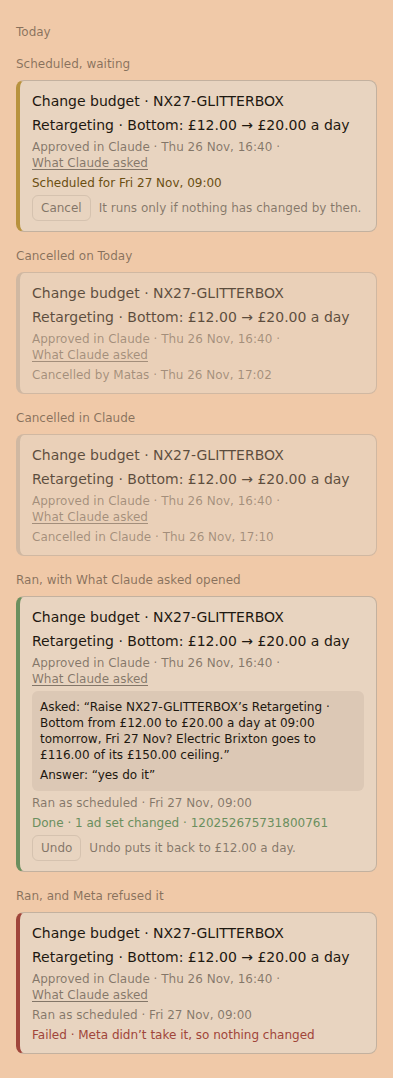 Today
Scheduled, waiting
Change budget · NX27-GLITTERBOX
Retargeting · Bottom: £12.00 → £20.00 a day
Approved in Claude · Thu 26 Nov, 16:40 ·
What Claude asked
Scheduled for Fri 27 Nov, 09:00
Cancel It runs only if nothing has changed by then.
Cancelled on Today
Change budget · NX27-GLITTERBOX
Retargeting · Bottom: £12.00 → £20.00 a day
Approved in Claude · Thu 26 Nov, 16:40 ·
What Claude asked
Cancelled by Matas · Thu 26 Nov, 17:02
Cancelled in Claude
Change budget · NX27-GLITTERBOX
Retargeting · Bottom: £12.00 → £20.00 a day
Approved in Claude · Thu 26 Nov, 16:40 ·
What Claude asked
Cancelled in Claude · Thu 26 Nov, 17:10
Ran, with What Claude asked opened
Change budget · NX27-GLITTERBOX
Retargeting · Bottom: £12.00 → £20.00 a day
Approved in Claude · Thu 26 Nov, 16:40 ·
What Claude asked
Asked: “Raise NX27-GLITTERBOX’s Retargeting ·
Bottom from £12.00 to £20.00 a day at 09:00
tomorrow, Fri 27 Nov? Electric Brixton goes to
£116.00 of its £150.00 ceiling.”
Answer: “yes do it”
Ran as scheduled · Fri 27 Nov, 09:00
Done · 1 ad set changed · 120252675731800761
Undo Undo puts it back to £12.00 a day.
Ran, and Meta refused it
Change budget · NX27-GLITTERBOX
Retargeting · Bottom: £12.00 → £20.00 a day
Approved in Claude · Thu 26 Nov, 16:40 ·
What Claude asked
Ran as scheduled · Fri 27 Nov, 09:00
Failed · Meta didn’t take it, so nothing changed